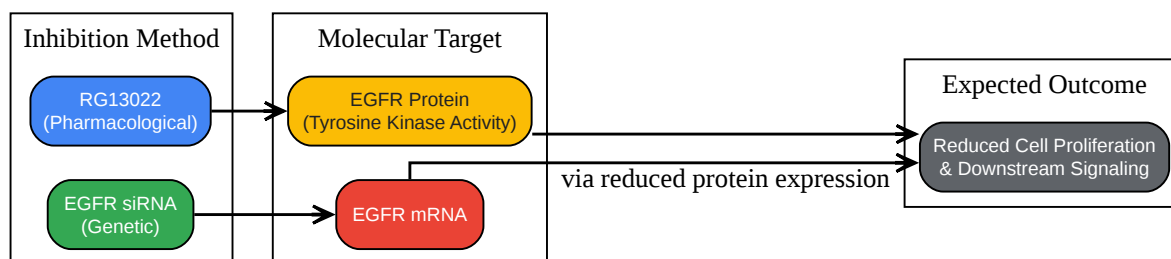 Inhibition Method
RG13022
(Pharmacological)
EGFR siRNA
(Genetic)
Molecular Target
EGFR Protein
(Tyrosine Kinase Activity)
EGFR mRNA
via reduced protein expression
Expected Outcome
Reduced Cell Proliferation
& Downstream Signaling